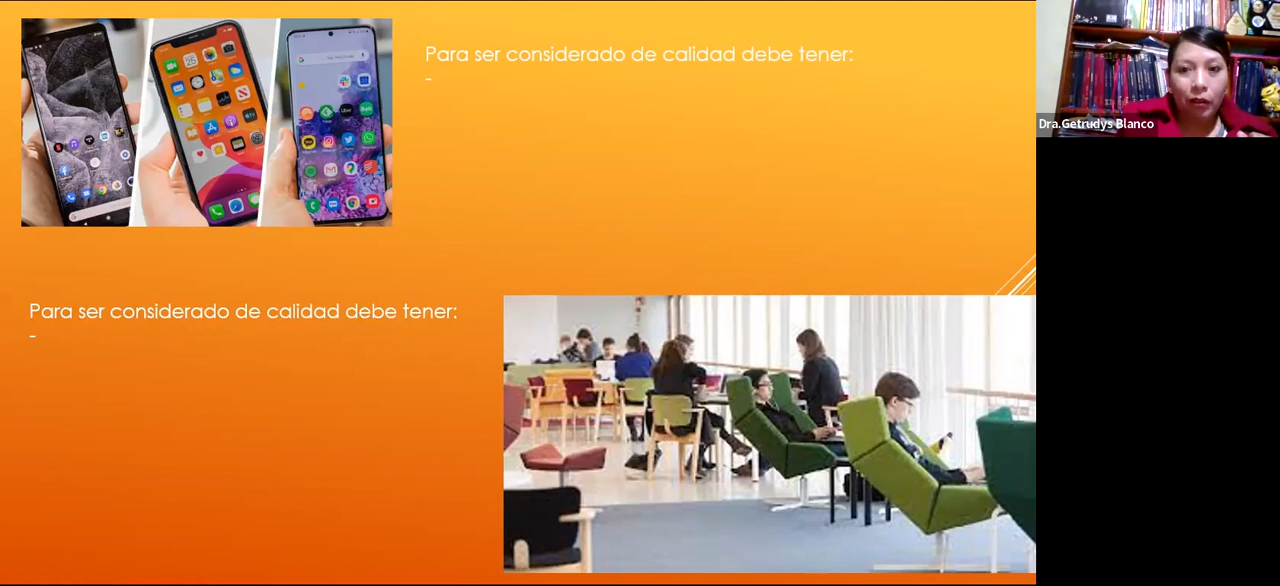 Para ser considerado de calidad debe tener:
-
Dra.Getrudys Blanco
Para ser considerado de calidad debe tener:
-